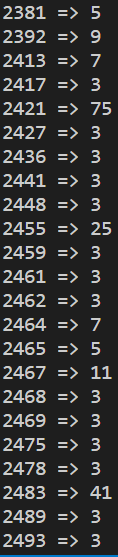 2381 => 5
2392 => 9
2413 => 7
2417 => 3
2421 => 75
2427 => 3
2436 => 3
2441 => 3
2448 => 3
2455 => 25
2459 => 3
2461 => 3
2462 => 3
2464 => 7
2465 => 5
2467 => 11
2468 => 3
2469 => 3
2475 => 3
2478 => 3
2483 => 41
2489 => 3
2493 => 3